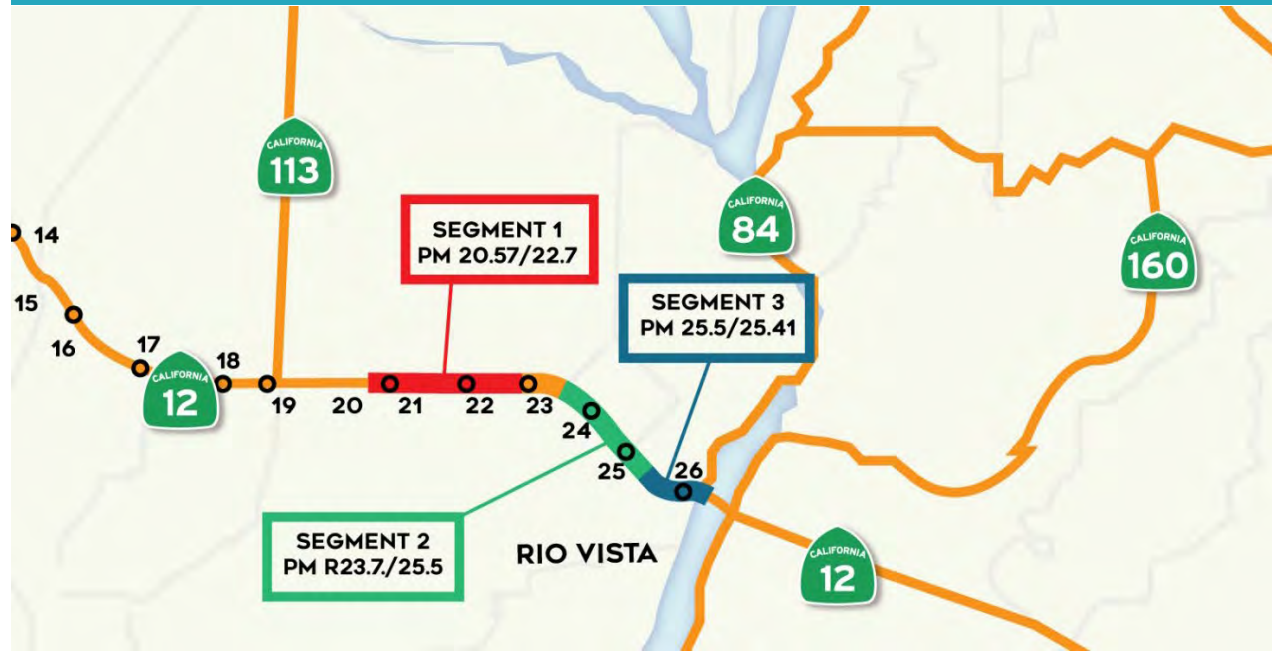 CALIFORNIA
113
14
SEGMENT 1
PM 20.57/22.7
CALIFORNIA
84
CALIFORNIA
160
15
16
17
SEGMENT 3
PM 25.5/25.41
CALIFORNIA
12
18
19
20
21
22
23
24
25
26
SEGMENT 2
PM R23.7./25.5
RIO VISTA
CALIFORNIA
12